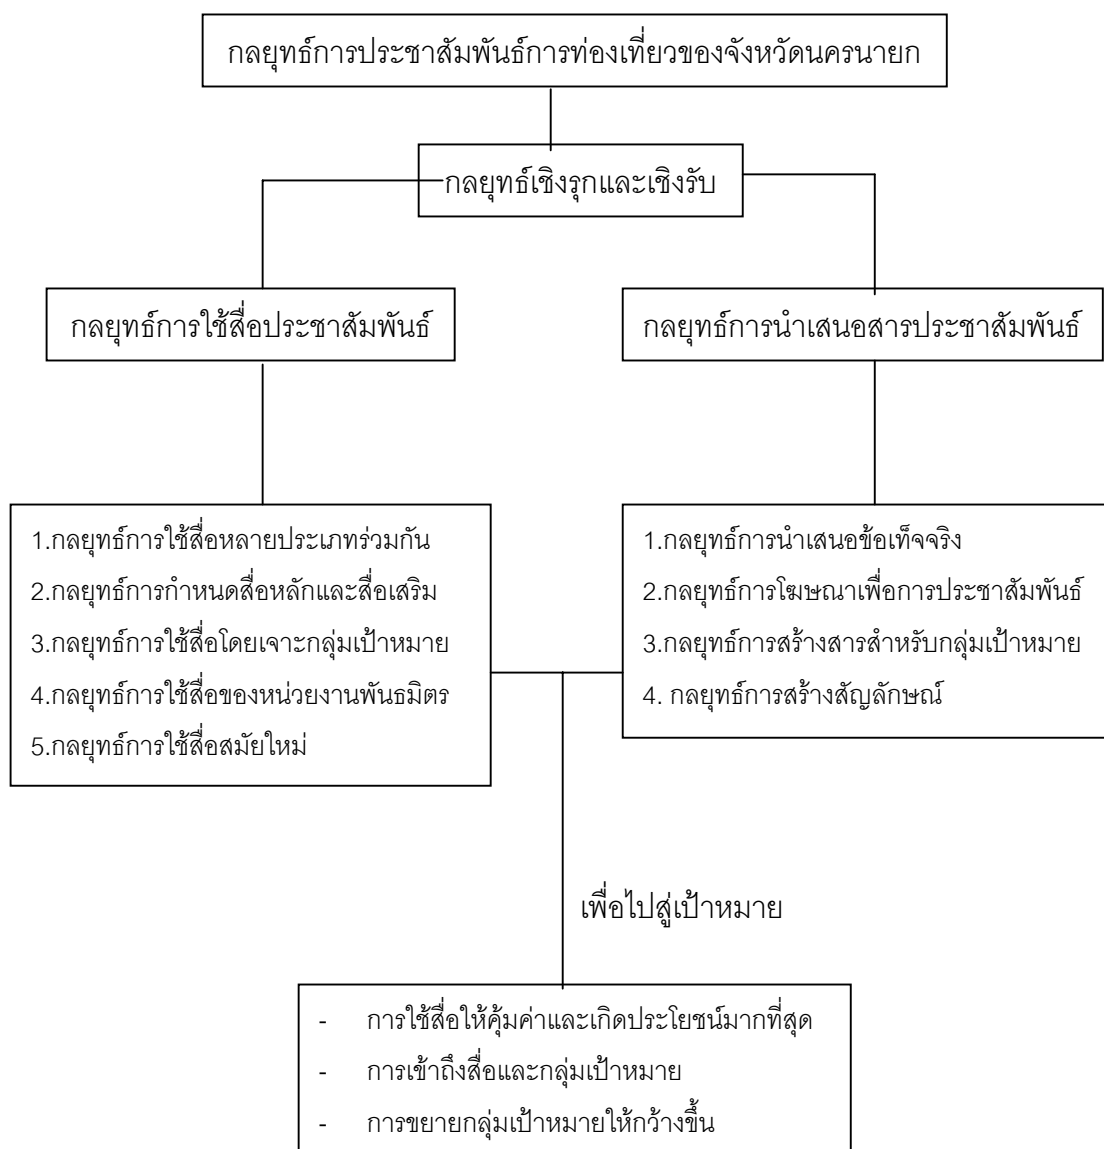 กลยุทธ์การประชาสัมพันธ์การท่องเที่ยวของจังหวัดนครนายก
กลยุทธ์เชิงรุกและเชิงรับ
กลยุทธ์การใช้สื่อประชาสัมพันธ์
กลยุทธ์การนำเสนอสารประชาสัมพันธ์
1.กลยุทธ์การใช้สื่อหลายประเภทร่วมกัน
2.กลยุทธ์การกำหนดสื่อหลักและสื่อเสริม
3.กลยุทธ์การใช้สื่อโดยเจาะกลุ่มเป้าหมาย
4.กลยุทธ์การใช้สื่อของหน่วยงานพันธมิตร
5.กลยุทธ์การใช้สื่อสมัยใหม่
1.กลยุทธ์การนำเสนอข้อเท็จจริง
2.กลยุทธ์การโฆษณาเพื่อการประชาสัมพันธ์
3.กลยุทธ์การสร้างสารสำหรับกลุ่มเป้าหมาย
4. กลยุทธ์การสร้างสัญลักษณ์
เพื่อไปสู่เป้าหมาย
- การใช้สื่อให้คุ้มค่าและเกิดประโยชน์มากที่สุด
- การเข้าถึงสื่อและกลุ่มเป้าหมาย
- การขยายกลุ่มเป้าหมายให้กว้างขึ้น